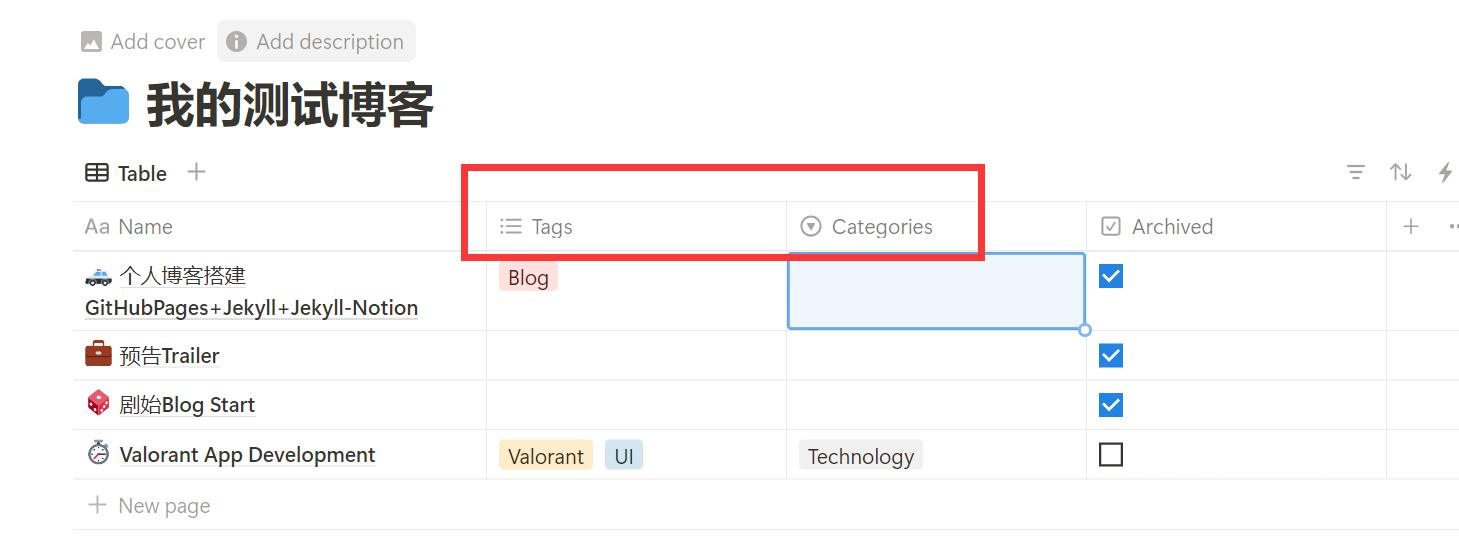 Add cover Add description
我的测试博客
Table
Aa Name Tags Categories Archived
个人博客搭建 Blog
GitHubPages+Jekyll+Jekyll-Notion
预告Trailer
剧始Blog Start
Valorant App Development Valorant UI Technology
New page